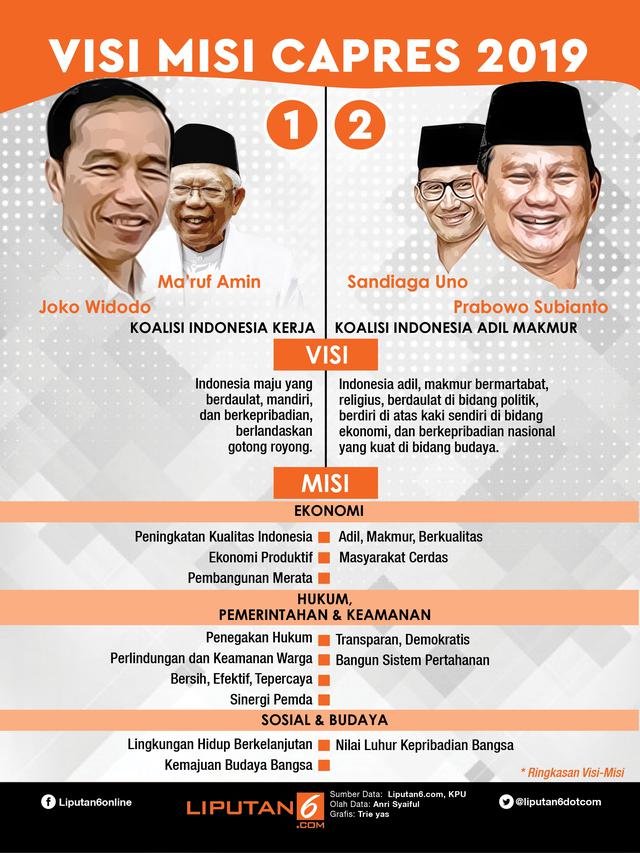 VISI MISI CAPRES 2019
1 2
Ma'ruf Amin
Joko Widodo
KOALISI INDONESIA KERJA
Sandiaga Uno
Prabowo Subianto
KOALISI INDONESIA ADIL MAKMUR
VISI
Indonesia maju yang
berdaulat, mandiri,
dan berkepribadian,
berlandaskan
gotong royong.
Indonesia adil, makmur bermartabat,
religius, berdaulat di bidang politik,
berdiri di atas kaki sendiri di bidang
ekonomi, dan berkepribadian nasional
yang kuat di bidang budaya.
MISI
EKONOMI
Peningkatan Kualitas Indonesia
Ekonomi Produktif
Pembangunan Merata
Adil, Makmur, Berkualitas
Masyarakat Cerdas
HUKUM,
PEMERINTAHAN & KEAMANAN
Penegakan Hukum
Perlindungan dan Keamanan Warga
Bersih, Efektif, Tepercaya
Sinergi Pemda
Transparan, Demokratis
Bangun Sistem Pertahanan
SOSIAL & BUDAYA
Lingkungan Hidup Berkelanjutan
Kemajuan Budaya Bangsa
Nilai Luhur Kepribadian Bangsa
* Ringkasan Visi-Misi
Liputan6online
LIPUTAN 6 .COM
Sumber Data: Liputan6.com, KPU
Olah Data: Anri Syaiful
Grafis: Trie yas
@liputan6dotcom